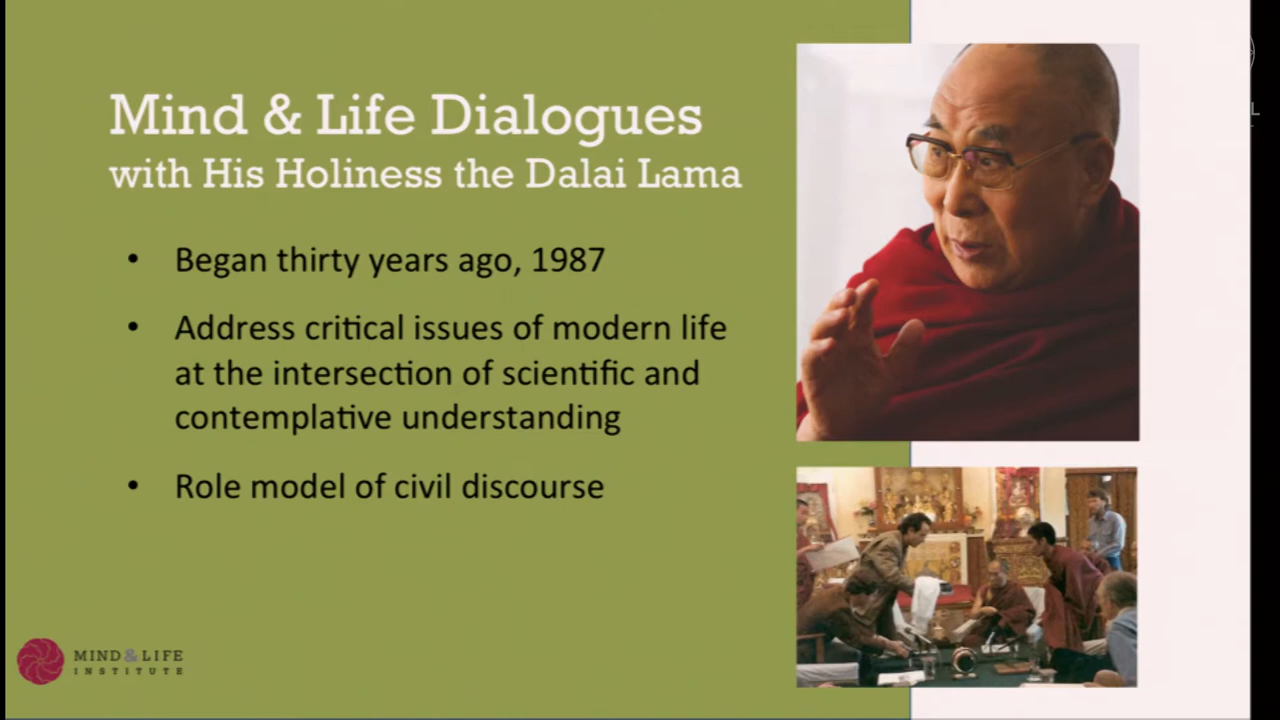 Mind & Life Dialogues
with His Holiness the Dalai Lama
• Began thirty years ago, 1987
• Address critical issues of modern life
at the intersection of scientific and
contemplative understanding
• Role model of civil discourse
MIND & LIFE
INSTITUTE
L